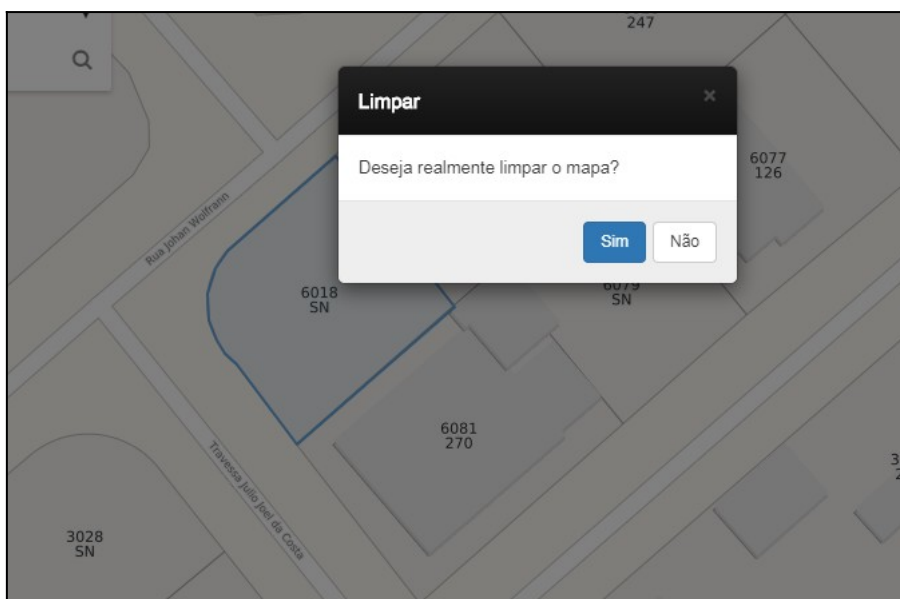 247
Limpar
×
Deseja realmente limpar o mapa?
Sim
Não
6077
126
Rua Johan Wolfrann
6018
SN
6079
SN
6081
270
Travessa Julio Joel da Costa
3028
SN